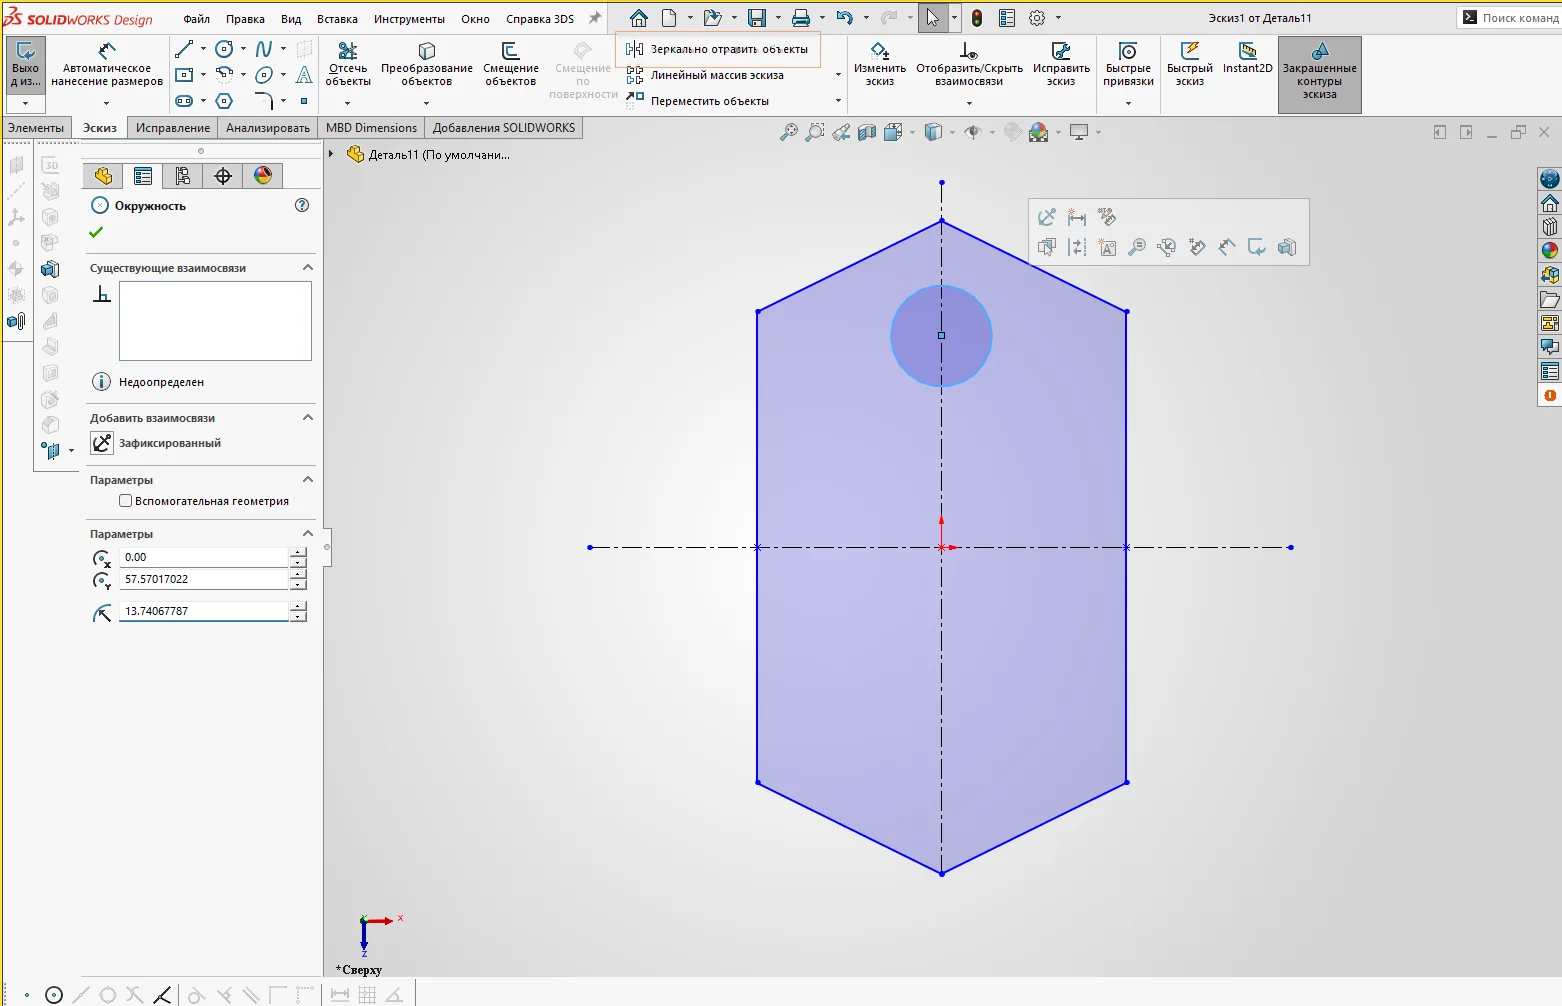 SOLIDWORKS Design
Файл Правка Вид Вставка Инструменты Окно Справка 3DS
Эскиз1 от Деталь11
Поиск команд
Выхо
д из...
Автоматическое
нанесение размеров
Отсечь
объекты
Преобразование
объектов
Смещение
объектов
Смещение
по
поверхности
Зеркально отразить объекты
Линейный массив эскиза
Переместить объекты
Изменить
эскиз
Отобразить/Скрыть
взаимосвязи
Исправить
эскиз
Быстрые
привязки
Быстрый
эскиз
Instant2D
Закрашенные
контуры
эскиза
Элементы Эскиз Исправление Анализировать MBD Dimensions Добавления SOLIDWORKS
Деталь11 (По умолчани...
3D
Окружность
Существующие взаимосвязи
Недоопределен
Добавить взаимосвязи
Зафиксированный
Параметры
Вспомогательная геометрия
Параметры
0.00
57.57017022
13.74067787
X
Z
*Сверху